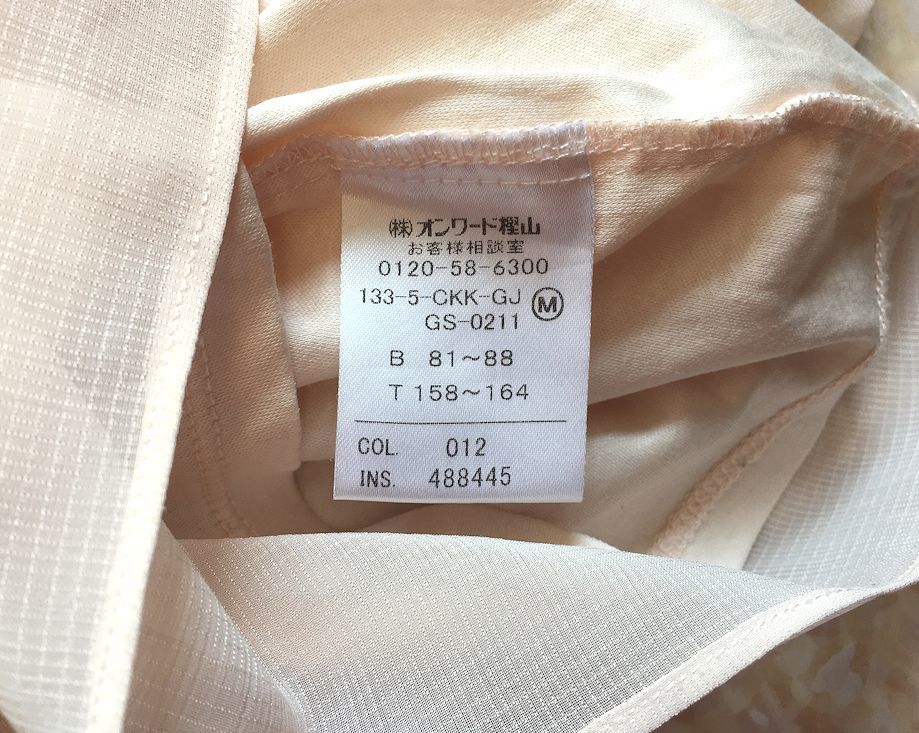 ㈱オンワード樫山
お客様相談室
0120-58-6300
133-5-CKK-GJ Ⓜ
GS-0211
B 81～88
T 158～164
COL. 012
INS. 488445